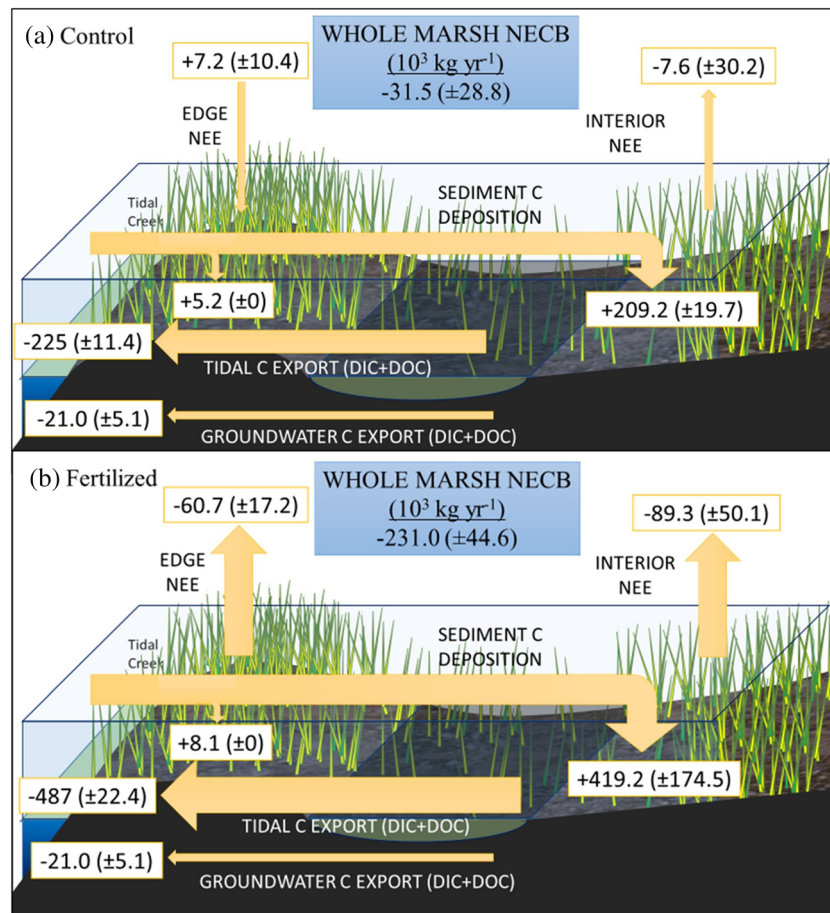 (a) Control
WHOLE MARSH NECB
(10³ kg yr⁻¹)
-31.5 (±28.8)
+7.2 (±10.4)
-7.6 (±30.2)
EDGE
NEE
INTERIOR
NEE
Tidal
Creek
SEDIMENT C
DEPOSITION
+5.2 (±0)
+209.2 (±19.7)
-225 (±11.4)
TIDAL C EXPORT (DIC+DOC)
-21.0 (±5.1)
GROUNDWATER C EXPORT (DIC+DOC)
(b) Fertilized
WHOLE MARSH NECB
(10³ kg yr⁻¹)
-231.0 (±44.6)
-60.7 (±17.2)
-89.3 (±50.1)
EDGE
NEE
INTERIOR
NEE
Tidal
Creek
SEDIMENT C
DEPOSITION
+8.1 (±0)
+419.2 (±174.5)
-487 (±22.4)
TIDAL C EXPORT (DIC+DOC)
-21.0 (±5.1)
GROUNDWATER C EXPORT (DIC+DOC)